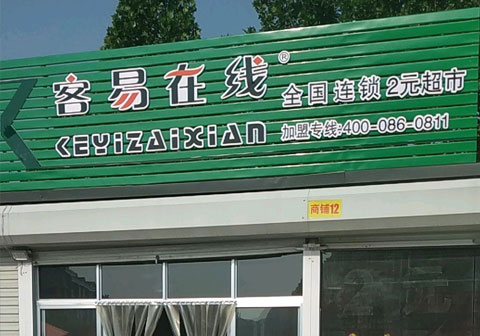 客易在线®
全国连锁 2元超市
KEYiZAiXiAN
加盟专线:400-086-0811
商铺12